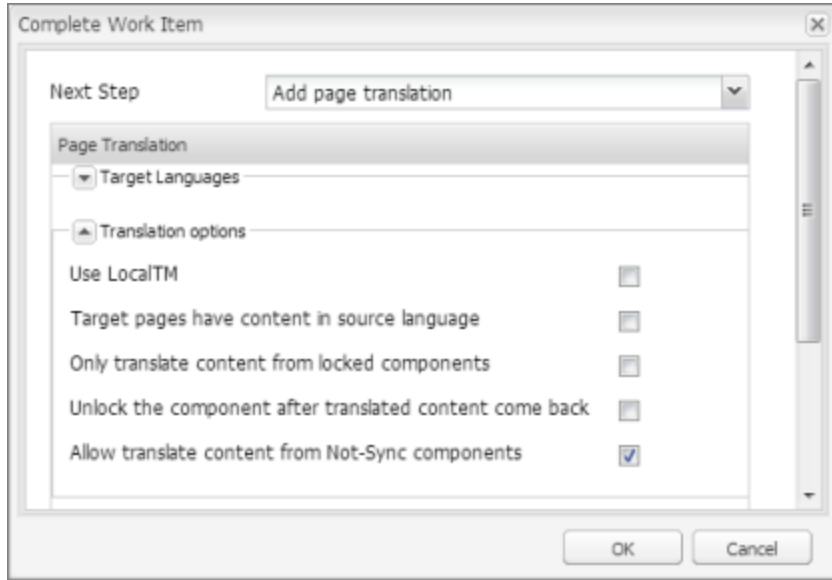 Complete Work Item
Next Step Add page translation
Page Translation
Target Languages
Translation options
Use LocalTM
Target pages have content in source language
Only translate content from locked components
Unlock the component after translated content come back
Allow translate content from Not-Sync components
OK Cancel